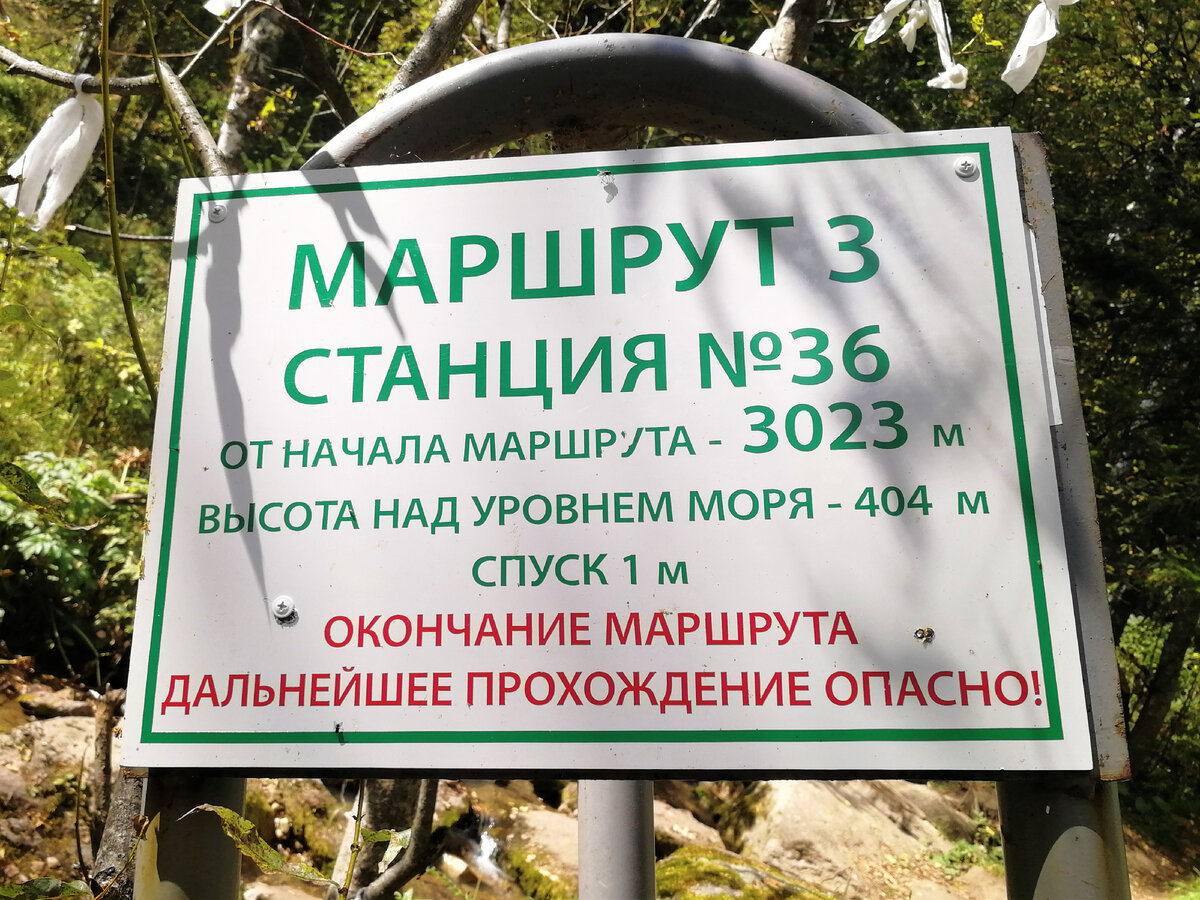 МАРШРУТ 3
СТАНЦИЯ №36
ОТ НАЧАЛА МАРШРУТА - 3023 м
ВЫСОТА НАД УРОВНЕМ МОРЯ - 404 м
СПУСК 1 м
ОКОНЧАНИЕ МАРШРУТА
ДАЛЬНЕЙШЕЕ ПРОХОЖДЕНИЕ ОПАСНО!